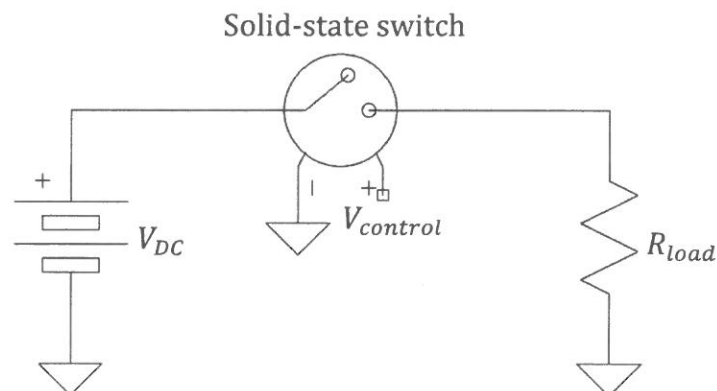 Solid-state switch
+
− +
V_DC
V_control
R_load